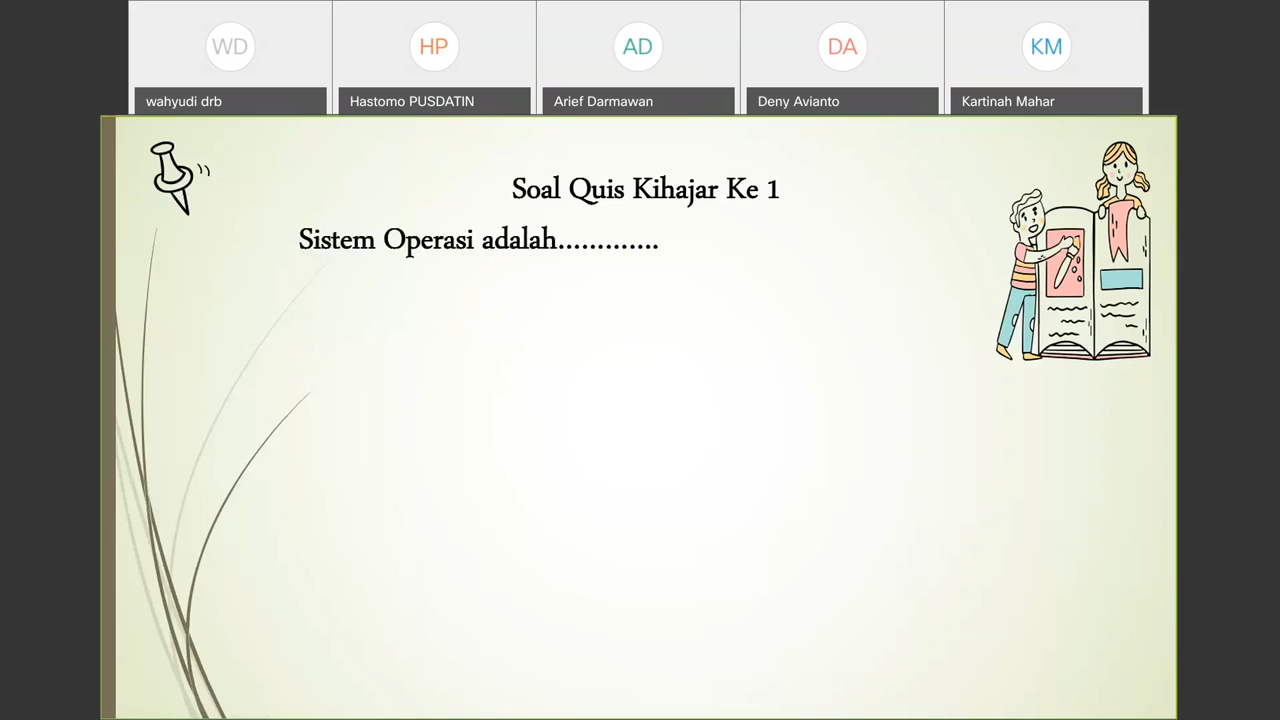 WD
HP
AD
DA
KM
wahyudi drb
Hastomo PUSDATIN
Arief Darmawan
Deny Avianto
Kartinah Mahar
Soal Quis Kihajar Ke 1
Sistem Operasi adalah.............